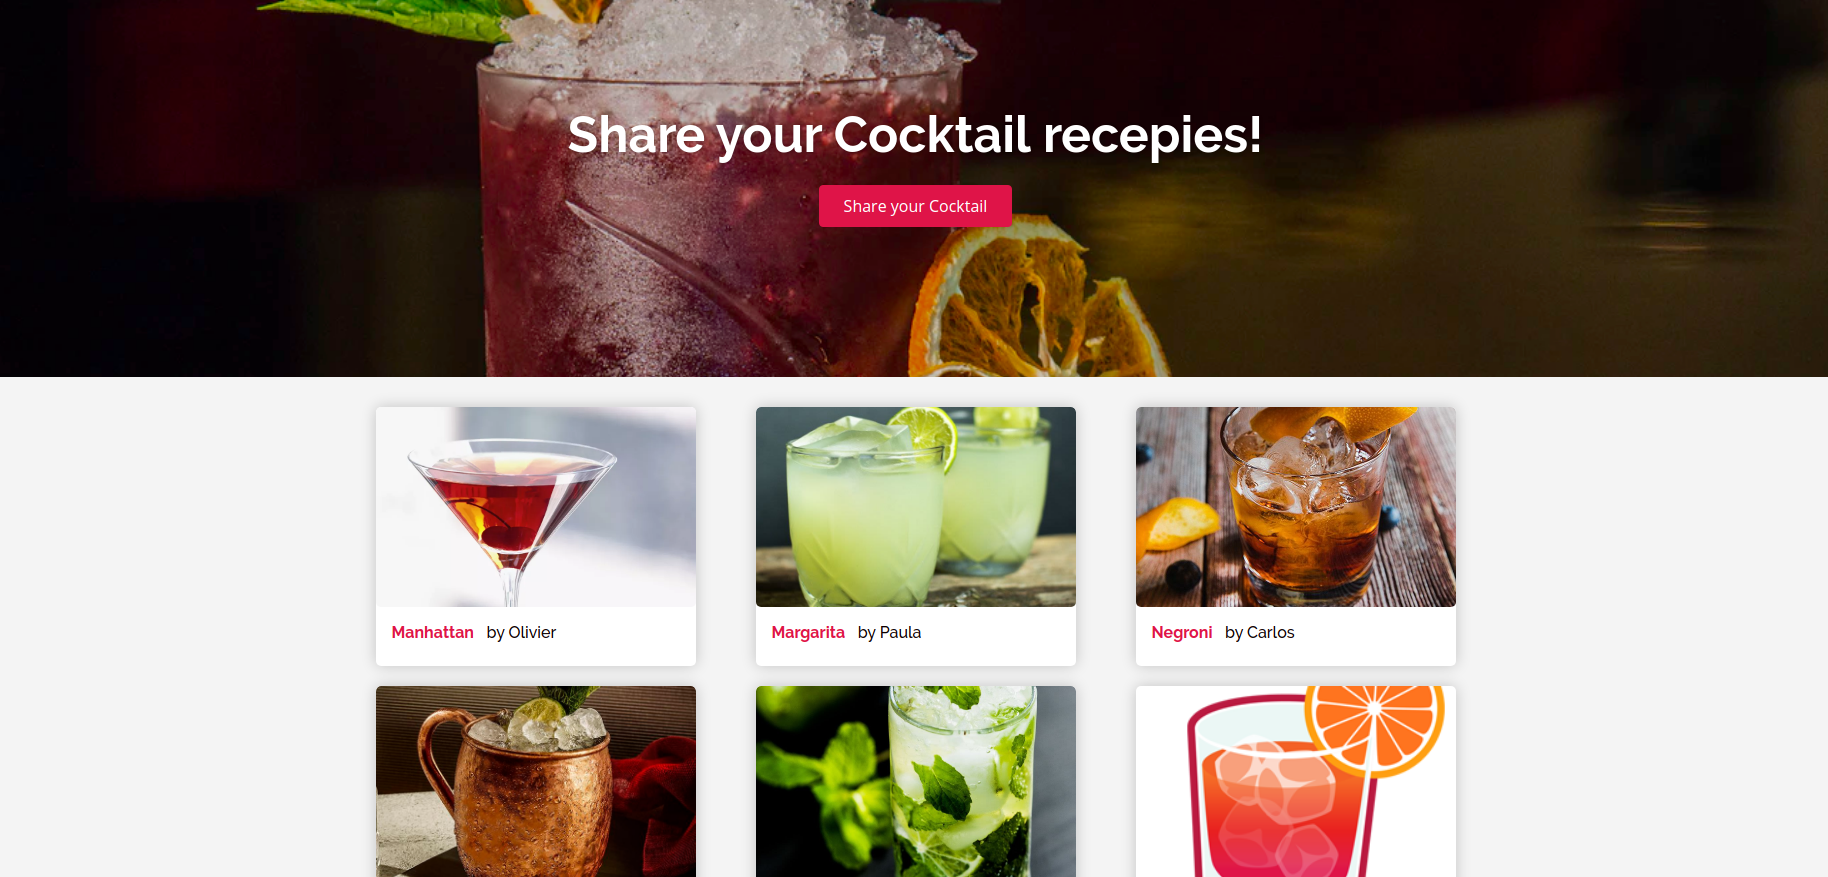 Share your Cocktail recepies!
Share your Cocktail
Manhattan by Olivier
Margarita by Paula
Negroni by Carlos